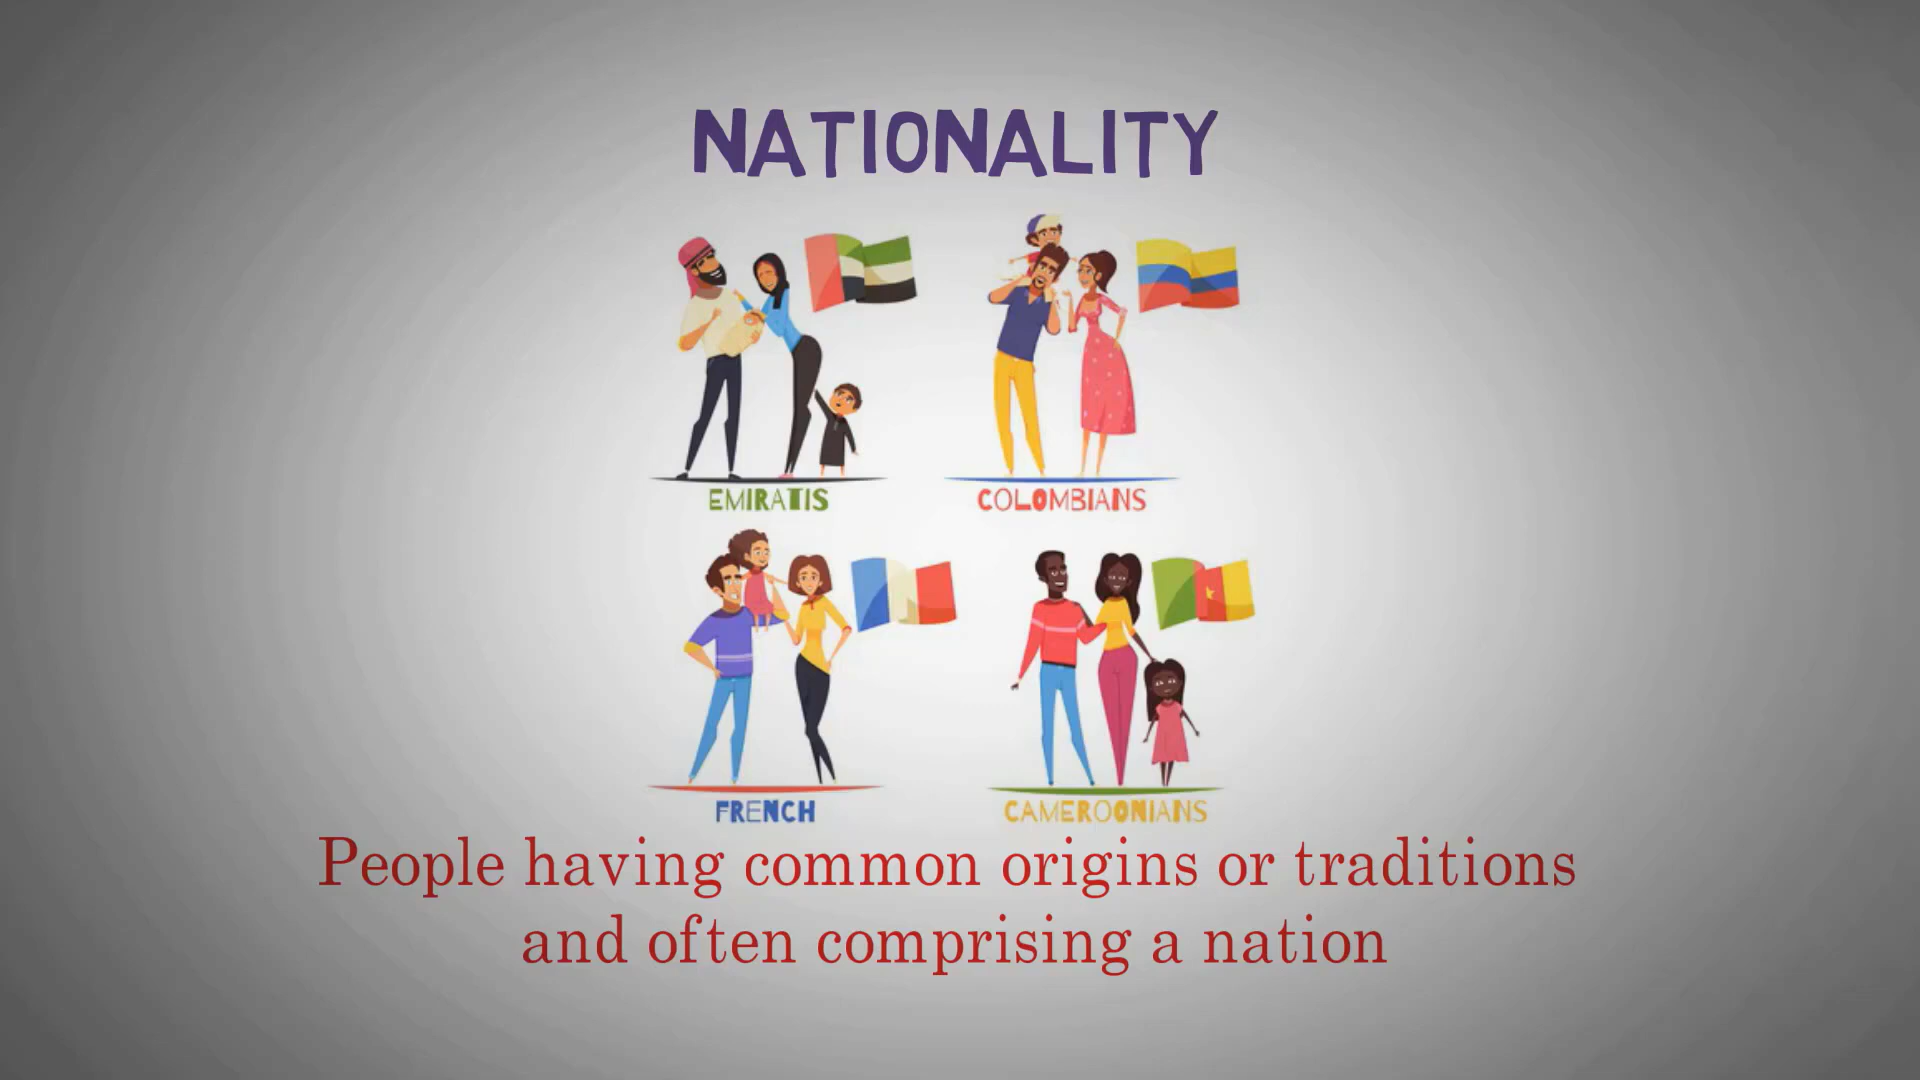 NATIONALITY
EMIRATIS
COLOMBIANS
FRENCH
CAMEROONIANS
People having common origins or traditions
and often comprising a nation